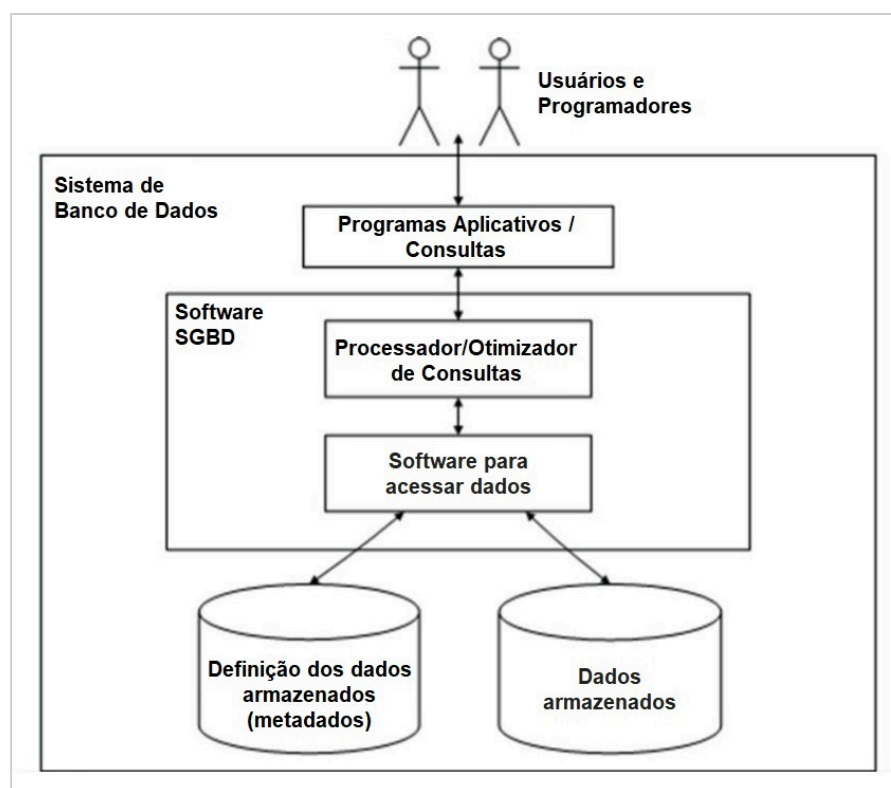 Usuários e
Programadores
Sistema de
Banco de Dados
Programas Aplicativos /
Consultas
Software
SGBD
Processador/Otimizador
de Consultas
Software para
acessar dados
Definição dos dados
armazenados
(metadados)
Dados
armazenados